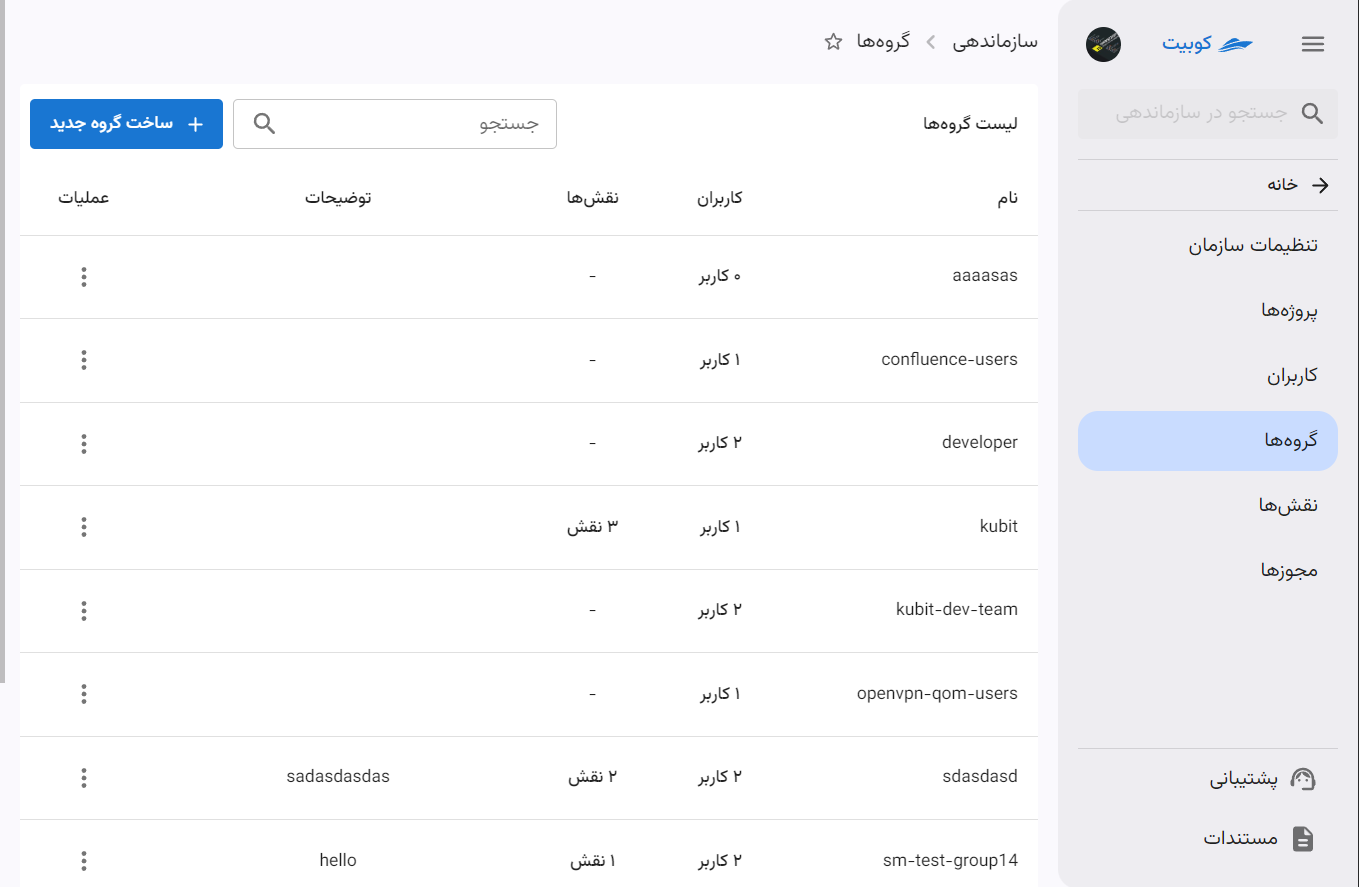 کوبیت
جستجو در سازماندهی
خانه
تنظیمات سازمان
پروژه‌ها
کاربران
گروه‌ها
نقش‌ها
مجوزها
پشتیبانی
مستندات
سازماندهی گروه‌ها
لیست گروه‌ها
جستجو
ساخت گروه جدید
نام کاربران نقش‌ها توضیحات عملیات
aaaasas ۰ کاربر -
confluence-users ۱ کاربر -
developer ۲ کاربر -
kubit ۱ کاربر ۳ نقش
kubit-dev-team ۲ کاربر -
openvpn-qom-users ۱ کاربر -
sdasdasd ۲ کاربر ۲ نقش sadasdasdas
sm-test-group14 ۲ کاربر ۱ نقش hello